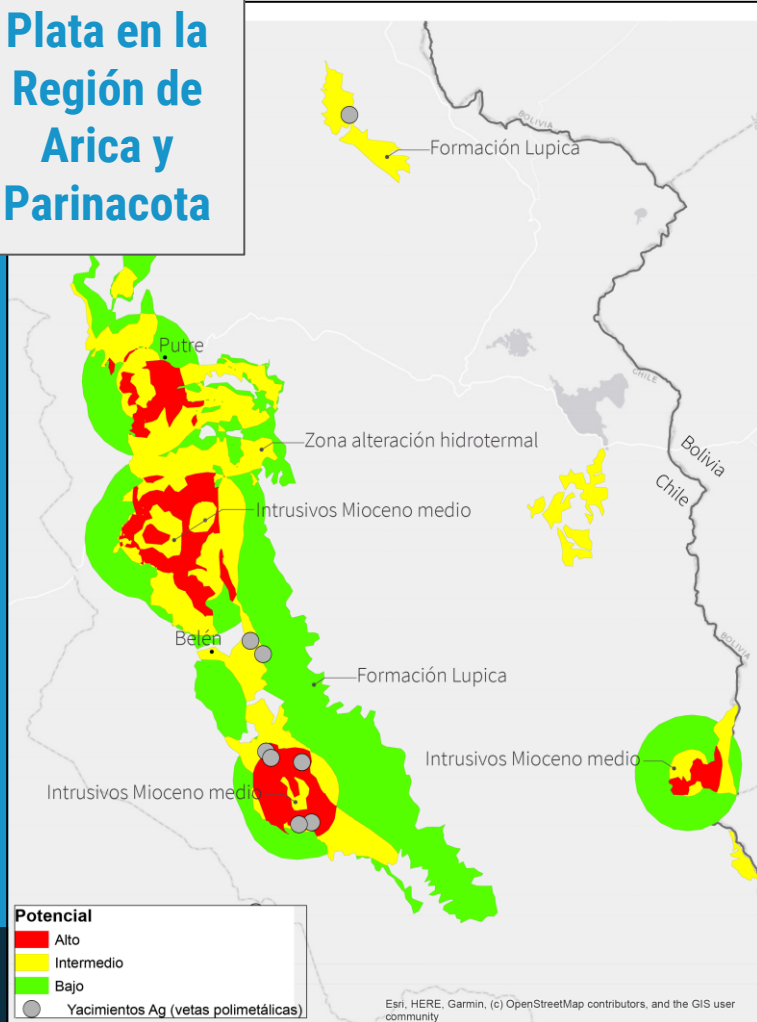 Plata en la
Región de
Arica y
Parinacota
BOLIVIA
Formación Lupica
Putre
CHILE
Zona alteración hidrotermal
Bolivia
Chile
Intrusivos Mioceno medio
Belén
BOLIVIA
Formación Lupica
Intrusivos Mioceno medio
Intrusivos Mioceno medio
Potencial
Alto
Intermedio
Bajo
Yacimientos Ag (vetas polimetálicas)
Esri, HERE, Garmin, (c) OpenStreetMap contributors, and the GIS user
community